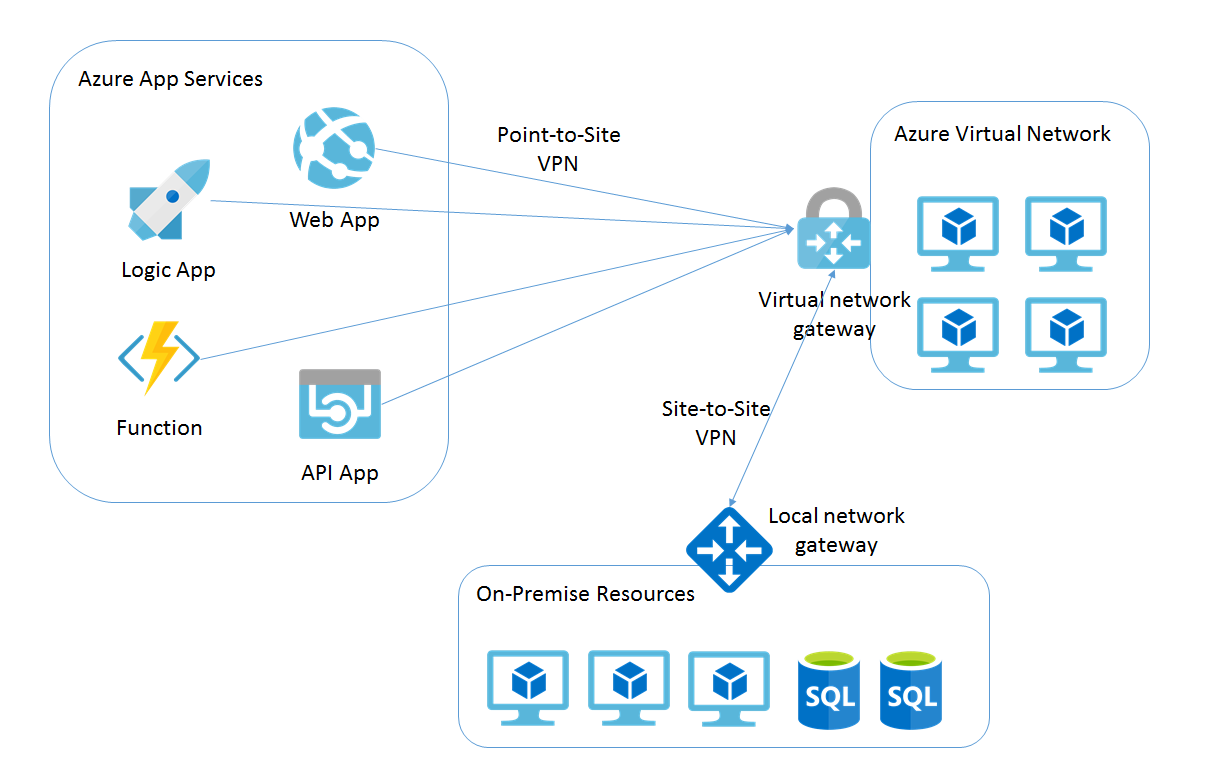 Azure App Services
Web App
Logic App
Function
API App
Point-to-Site
VPN
Azure Virtual Network
Virtual network
gateway
Site-to-Site
VPN
Local network
gateway
On-Premise Resources
SQL
SQL